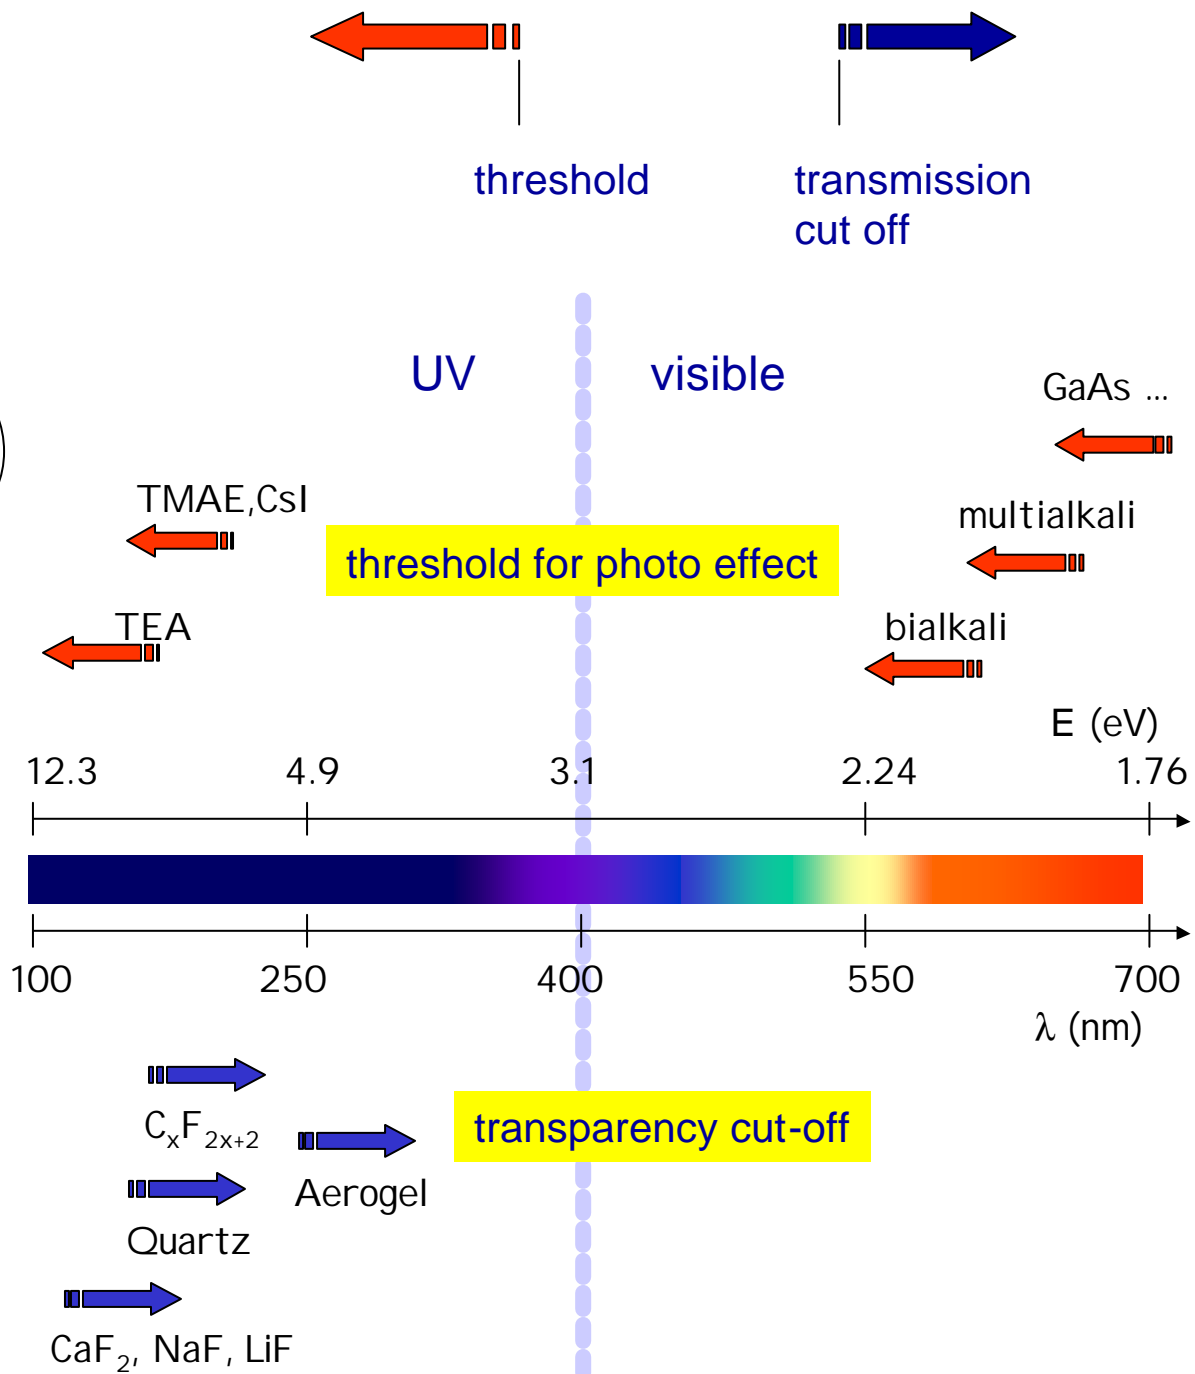 threshold
transmission
cut off
UV
visible
GaAs ...
TMAE,CsI
multialkali
threshold for photo effect
TEA
bialkali
E (eV)
12.3 4.9 3.1 2.24 1.76
100 250 400 550 700
λ (nm)
CₓF₂ₓ₊₂
transparency cut-off
Aerogel
Quartz
CaF₂, NaF, LiF